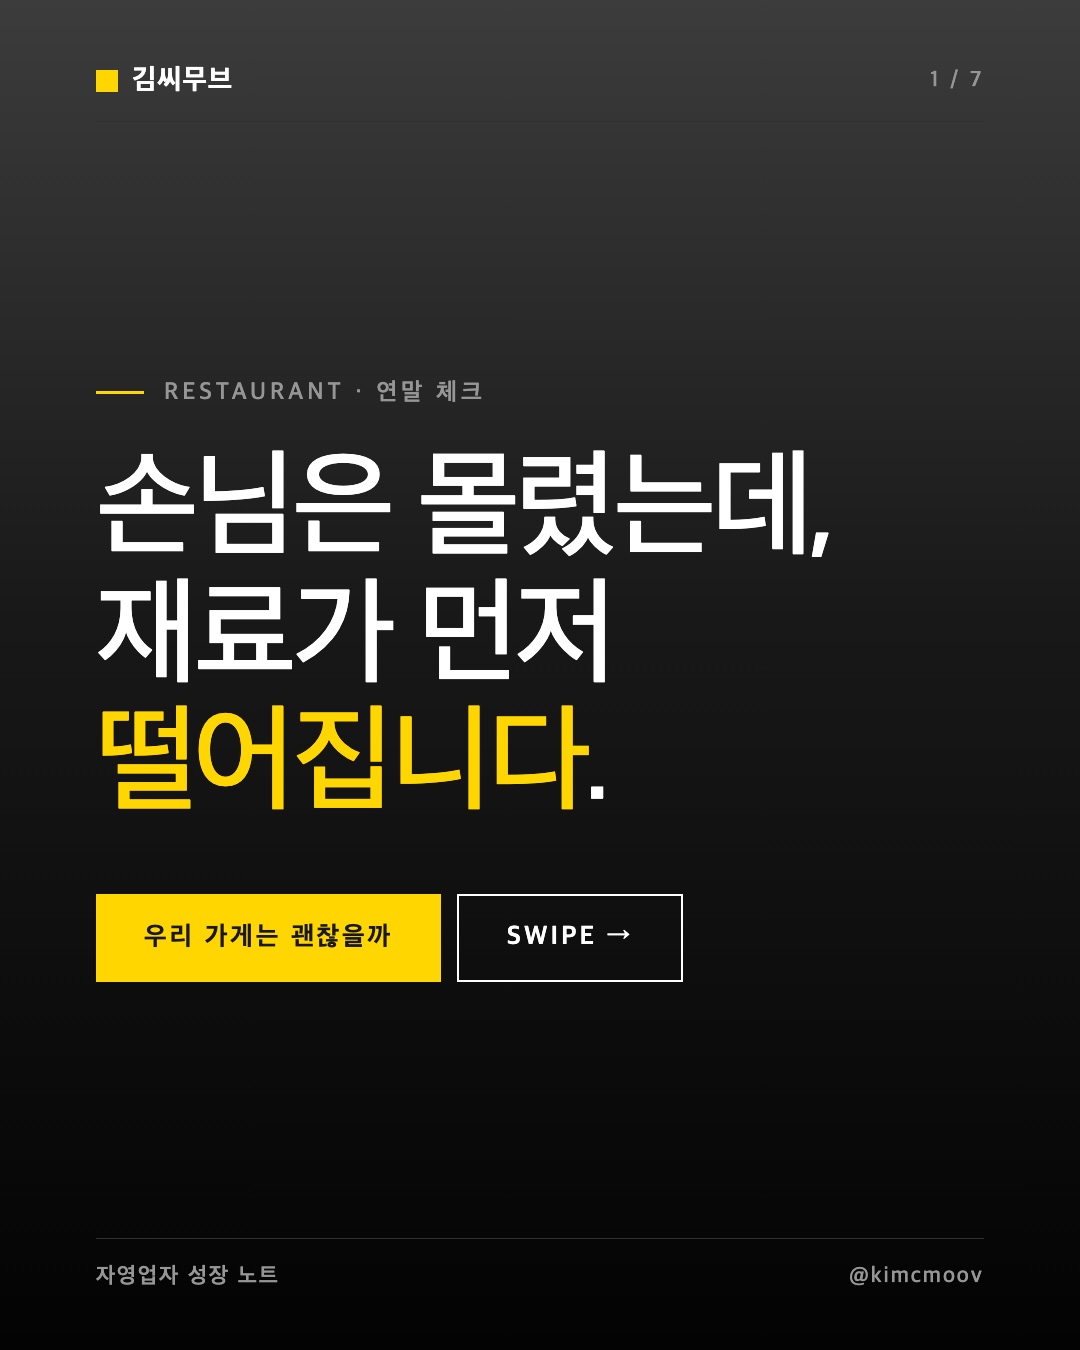 김씨무브
1 / 7
RESTAURANT · 연말 체크
손님은 몰렸는데,
재료가 먼저
떨어집니다.
우리 가게는 괜찮을까
SWIPE →
자영업자 성장 노트
@kimcmoov